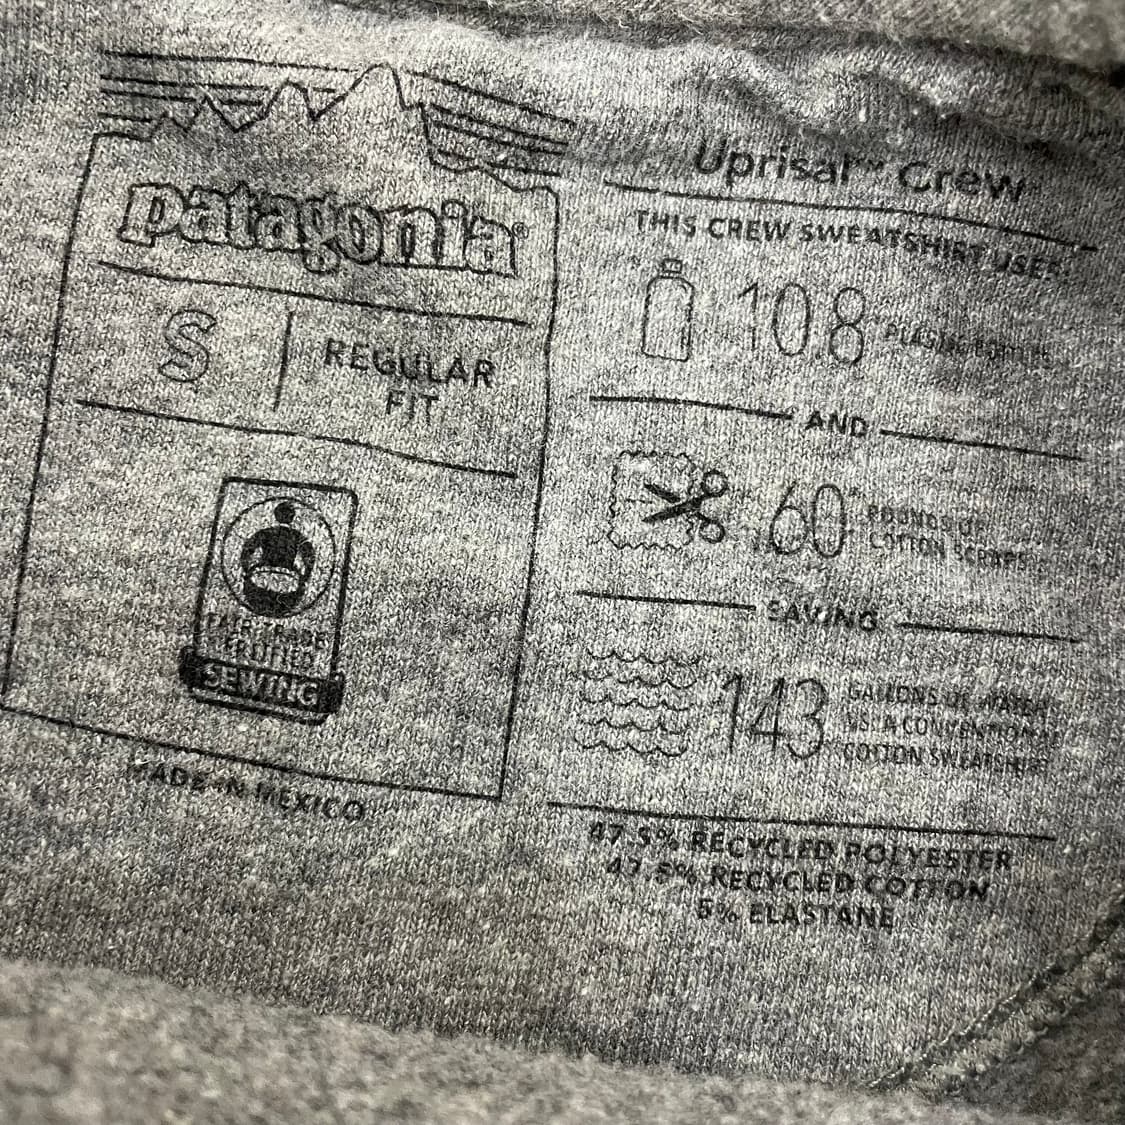 patagonia®
S
REGULAR
FIT
FAIR TRADE
CERTIFIED
SEWING
MADE IN MEXICO
Uprisal™ Crew
THIS CREW SWEATSHIRT USES:
10.8 PLASTIC BOTTLES
AND
.60 POUNDS OF
COTTON SCRAPS
SAVING
143 GALLONS OF WATER
VS. A CONVENTIONAL
COTTON SWEATSHIRT
47.5% RECYCLED POLYESTER
47.5% RECYCLED COTTON
5% ELASTANE